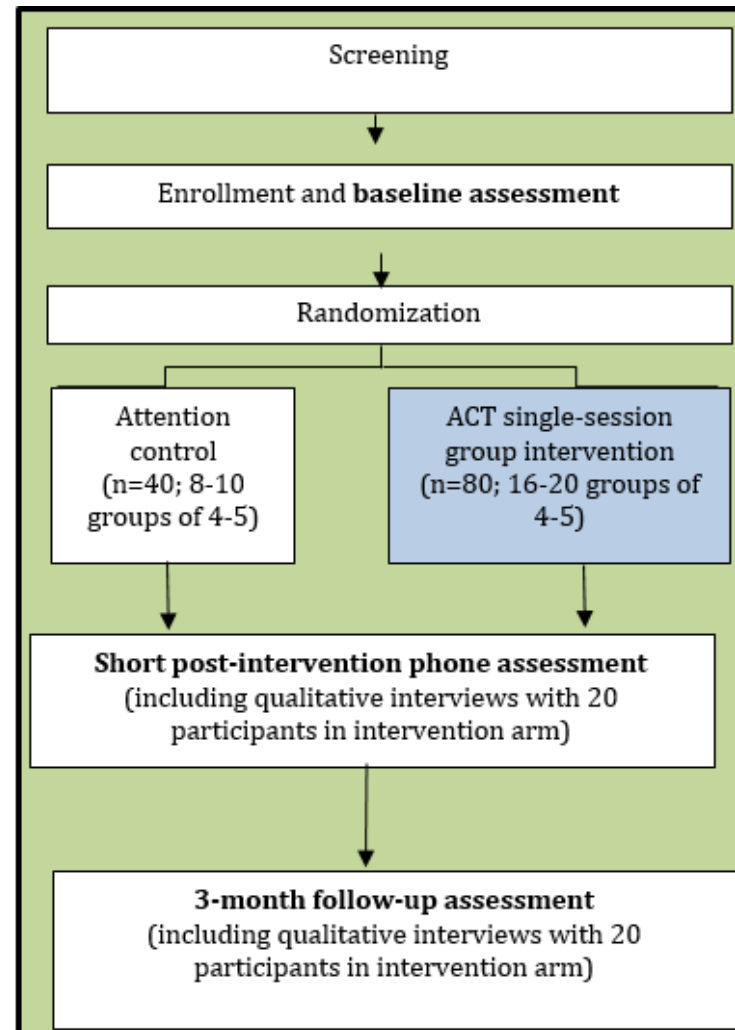 Screening
Enrollment and baseline assessment
Randomization
Attention
control
(n=40; 8-10
groups of 4-5)
ACT single-session
group intervention
(n=80; 16-20 groups of
4-5)
Short post-intervention phone assessment
(including qualitative interviews with 20
participants in intervention arm)
3-month follow-up assessment
(including qualitative interviews with 20
participants in intervention arm)